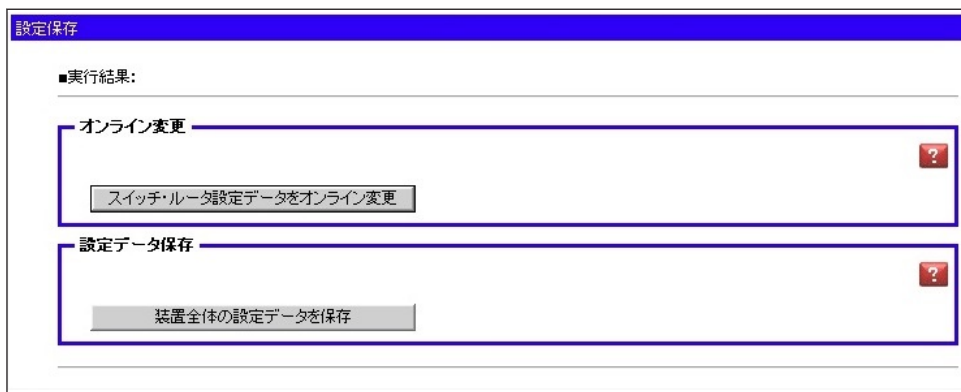 設定保存
■実行結果:
オンライン変更
?
スイッチ・ルータ設定データをオンライン変更
設定データ保存
?
装置全体の設定データを保存